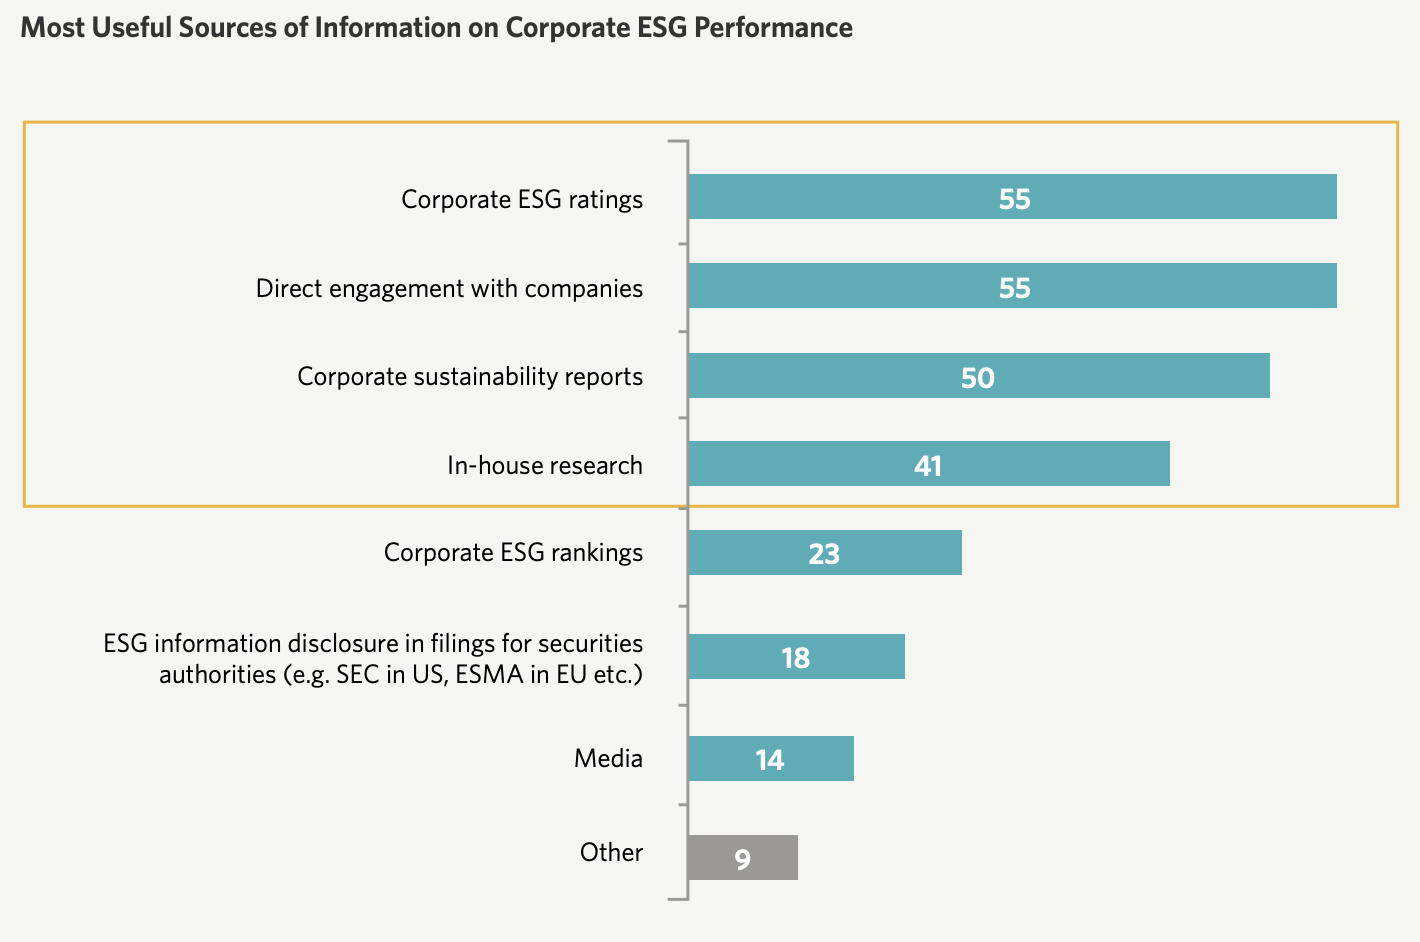 Most Useful Sources of Information on Corporate ESG Performance
Corporate ESG ratings
55
Direct engagement with companies
55
Corporate sustainability reports
50
In-house research
41
Corporate ESG rankings
23
ESG information disclosure in filings for securities
authorities (e.g. SEC in US, ESMA in EU etc.)
18
Media
14
Other
9